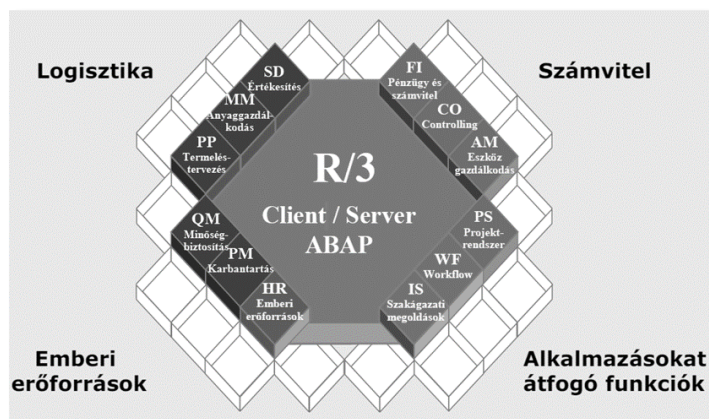 Logisztika
Számvitel
SD
Értékesítés
MM
Anyaggazdál-
kodás
PP
Termelés-
tervezés
FI
Pénzügy és
számvitel
CO
Controlling
AM
Eszköz
gazdálkodás
R/3
Client / Server
ABAP
QM
Minőség-
biztosítás
PM
Karbantartás
HR
Emberi
erőforrások
PS
Projekt-
rendszer
WF
Workflow
IS
Szakágazati
megoldások
Emberi
erőforrások
Alkalmazásokat
átfogó funkciók